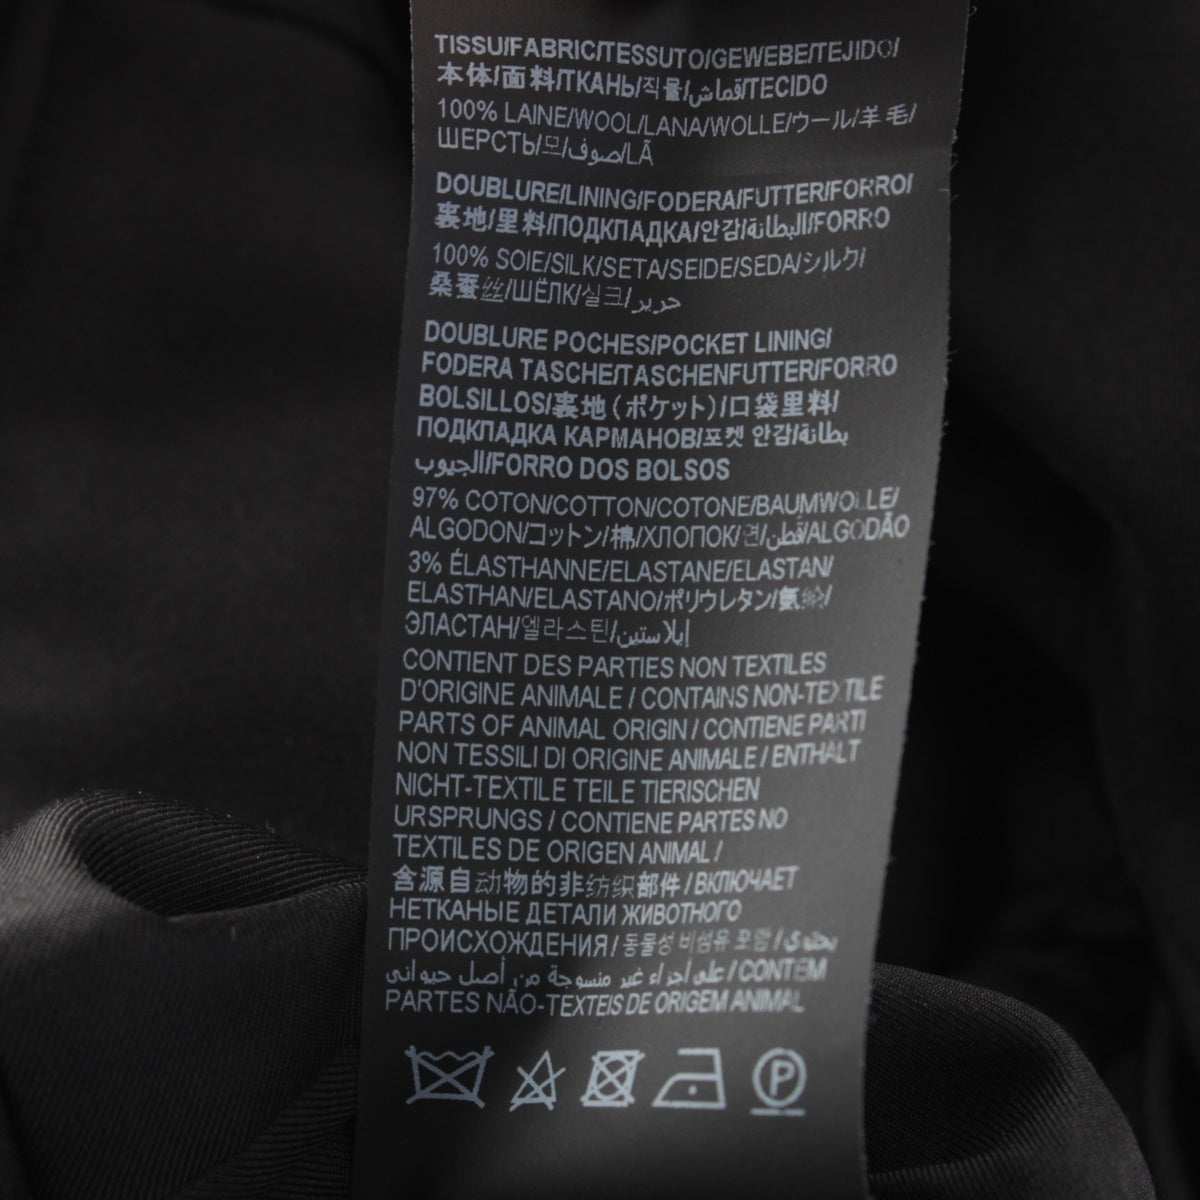 TISSU/FABRIC/TESSUTO/GEWEBE/TEJIDO/
本体/面料/ТКАНЬ/직물/قماش/TECIDO
100% LAINE/WOOL/LANA/WOLLE/ウール/羊毛/
ШЕРСТЬ/모/صوف/LÃ
DOUBLURE/LINING/FODERA/FUTTER/FORRO/
裏地/里料/ПОДКЛАДКА/안감/البطانة/FORRO
100% SOIE/SILK/SETA/SEIDE/SEDA/シルク/
桑蚕丝/ШЁЛК/실크/حرير
DOUBLURE POCHES/POCKET LINING/
FODERA TASCHE/TASCHENFUTTER/FORRO
BOLSILLOS/裏地(ポケット)/口袋里料/
ПОДКЛАДКА КАРМАНОВ/포켓 안감/بطانة
الجيوب/FORRO DOS BOLSOS
97% COTON/COTTON/COTONE/BAUMWOLLE/
ALGODON/コットン/棉/ХЛОПОК/면/قطن/ALGODÃO
3% ÉLASTHANNE/ELASTANE/ELASTAN/
ELASTHAN/ELASTANO/ポリウレタン/氨纶/
ЭЛАСТАН/엘라스틴/إيلاستين
CONTIENT DES PARTIES NON TEXTILES
D'ORIGINE ANIMALE / CONTAINS NON-TEXTILE
PARTS OF ANIMAL ORIGIN / CONTIENE PARTI
NON TESSILI DI ORIGINE ANIMALE / ENTHALT
NICHT-TEXTILE TEILE TIERISCHEN
URSPRUNGS / CONTIENE PARTES NO
TEXTILES DE ORIGEN ANIMAL /
含源自动物的非纺织部件 / ВКЛЮЧАЕТ
НЕТКАНЫЕ ДЕТАЛИ ЖИВОТНОГО
ПРОИСХОЖДЕНИЯ / 동물성 비섬유 포함 / يحتوي
على أجزاء غير منسوجة من أصل حيواني / CONTEM
PARTES NÃO-TEXTEIS DE ORIGEM ANIMAL
P